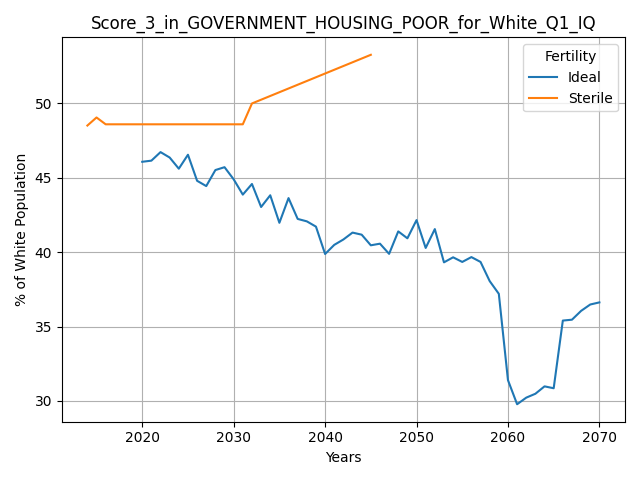 Score_3_in_GOVERNMENT_HOUSING_POOR_for_White_Q1_IQ
Fertility
Ideal
Sterile
% of White Population
50
45
40
35
30
2020 2030 2040 2050 2060 2070
Years